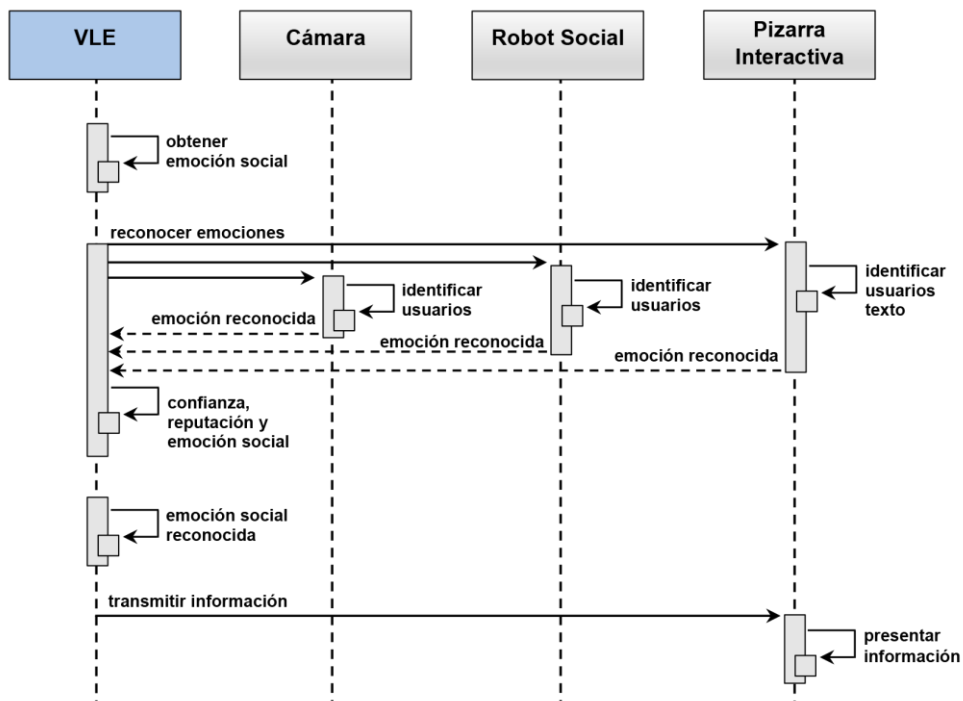 VLE
Cámara
Robot Social
Pizarra
Interactiva
obtener
emoción social
reconocer emociones
identificar
usuarios
identificar
usuarios
identificar
usuarios
texto
emoción reconocida
emoción reconocida
emoción reconocida
confianza,
reputación y
emoción social
emoción social
reconocida
transmitir información
presentar
información